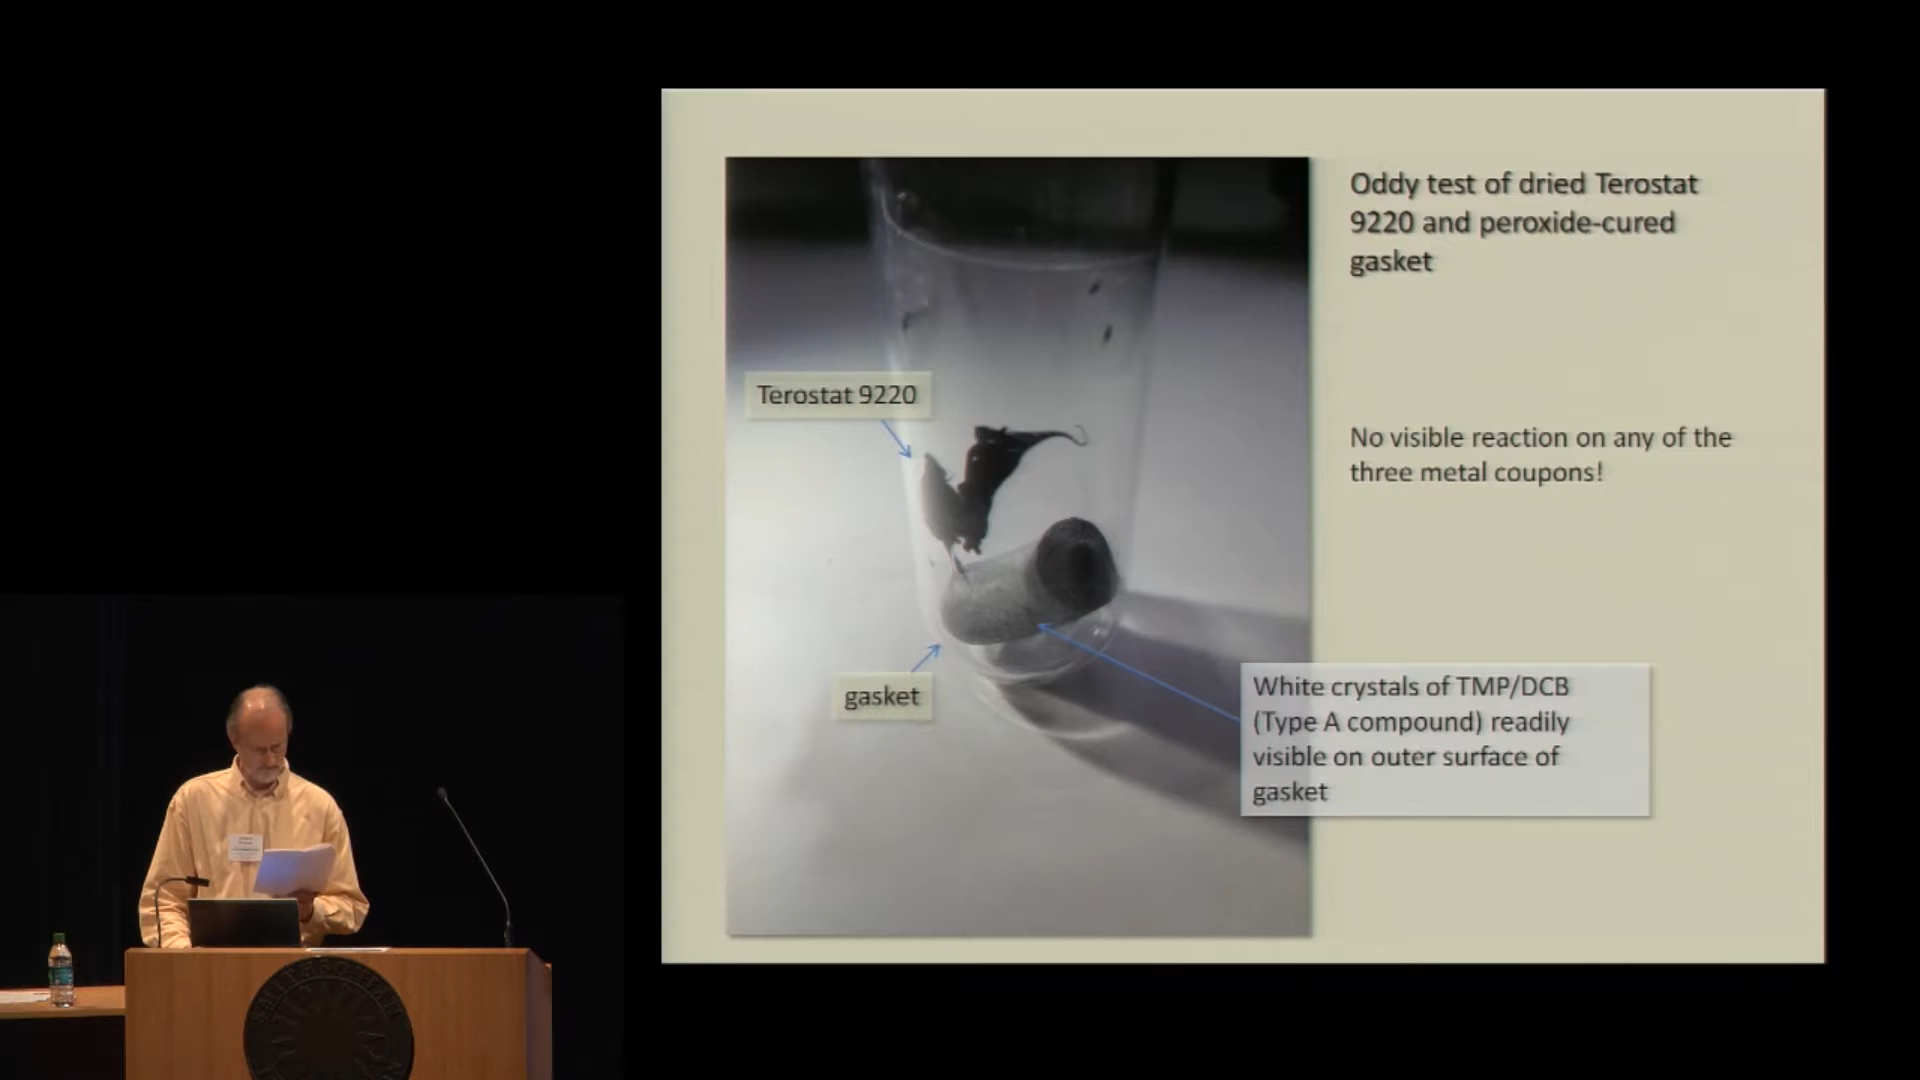 Oddy test of dried Terostat
9220 and peroxide-cured
gasket
Terostat 9220
No visible reaction on any of the
three metal coupons!
gasket
White crystals of TMP/DCB
(Type A compound) readily
visible on outer surface of
gasket